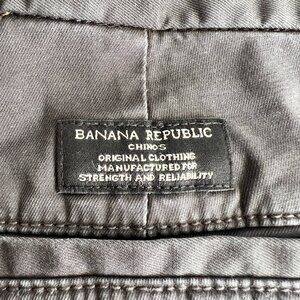 BANANA REPUBLIC
CHINOS
ORIGINAL CLOTHING
MANUFACTURED FOR
STRENGTH AND RELIABILITY